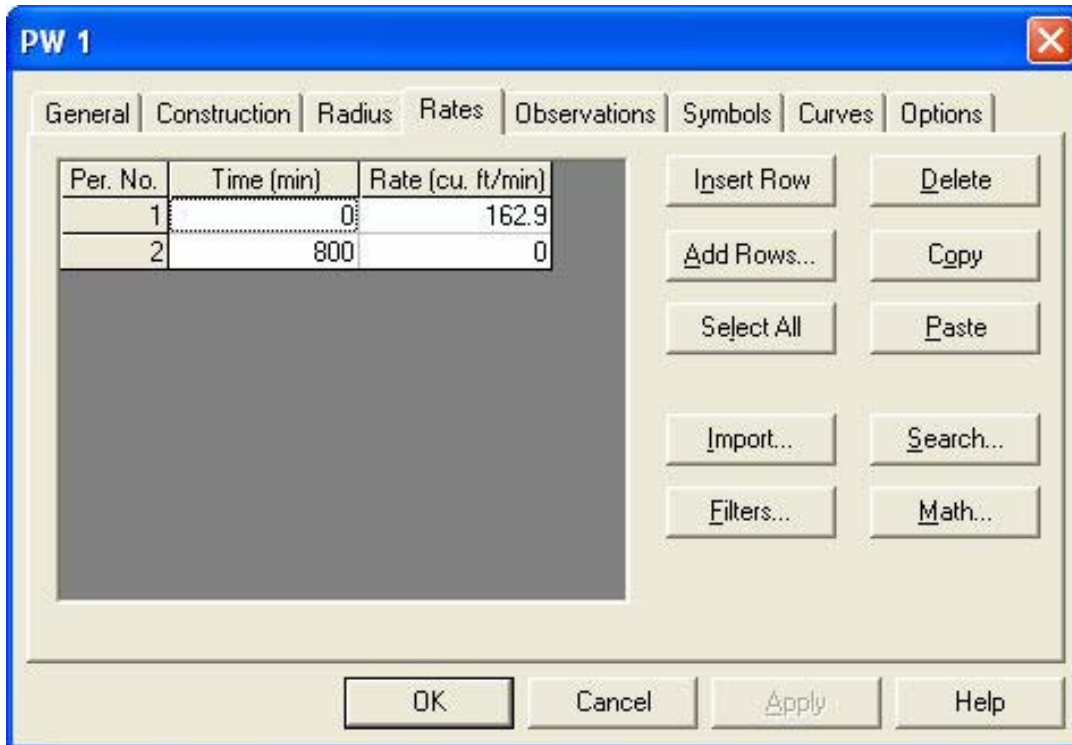 PW 1
General Construction Radius Rates Observations Symbols Curves Options
Per. No. Time (min) Rate (cu. ft/min)
1 0 162.9
2 800 0
Insert Row Delete
Add Rows... Copy
Select All Paste
Import... Search...
Filters... Math...
OK Cancel Apply Help